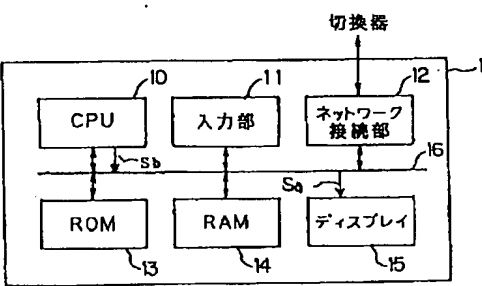 切換器
1
10
11
12
CPU
入力部
ネットワーク
接続部
Sb
16
Sa
ROM
RAM
ディスプレイ
13
14
15